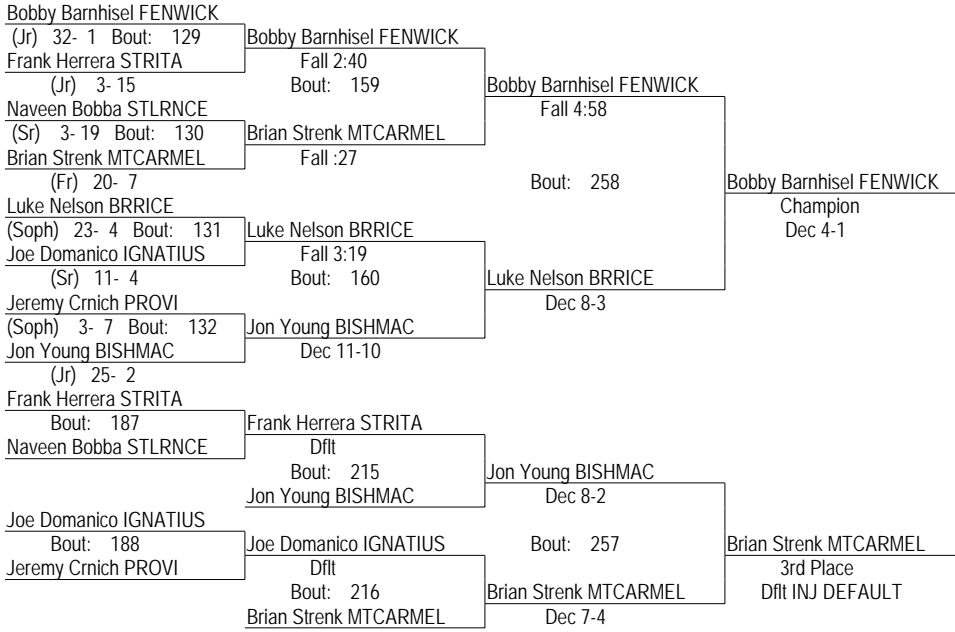 Bobby Barnhisel FENWICK
(Jr) 32- 1 Bout: 129 Bobby Barnhisel FENWICK
Frank Herrera STRITA Fall 2:40
(Jr) 3- 15 Bout: 159 Bobby Barnhisel FENWICK
Naveen Bobba STLRNCE Fall 4:58
(Sr) 3- 19 Bout: 130 Brian Strenk MTCARMEL
Brian Strenk MTCARMEL Fall :27
(Fr) 20- 7 Bout: 258 Bobby Barnhisel FENWICK
Luke Nelson BRRICE Champion
(Soph) 23- 4 Bout: 131 Luke Nelson BRRICE Dec 4-1
Joe Domanico IGNATIUS Fall 3:19
(Sr) 11- 4 Bout: 160 Luke Nelson BRRICE
Jeremy Crnich PROVI Dec 8-3
(Soph) 3- 7 Bout: 132 Jon Young BISHMAC
Jon Young BISHMAC Dec 11-10
(Jr) 25- 2
Frank Herrera STRITA
Bout: 187 Frank Herrera STRITA
Naveen Bobba STLRNCE Dflt
Bout: 215 Jon Young BISHMAC
Jon Young BISHMAC Dec 8-2
Joe Domanico IGNATIUS
Bout: 188 Joe Domanico IGNATIUS Bout: 257 Brian Strenk MTCARMEL
Jeremy Crnich PROVI Dflt 3rd Place
Bout: 216 Brian Strenk MTCARMEL Dflt INJ DEFAULT
Brian Strenk MTCARMEL Dec 7-4